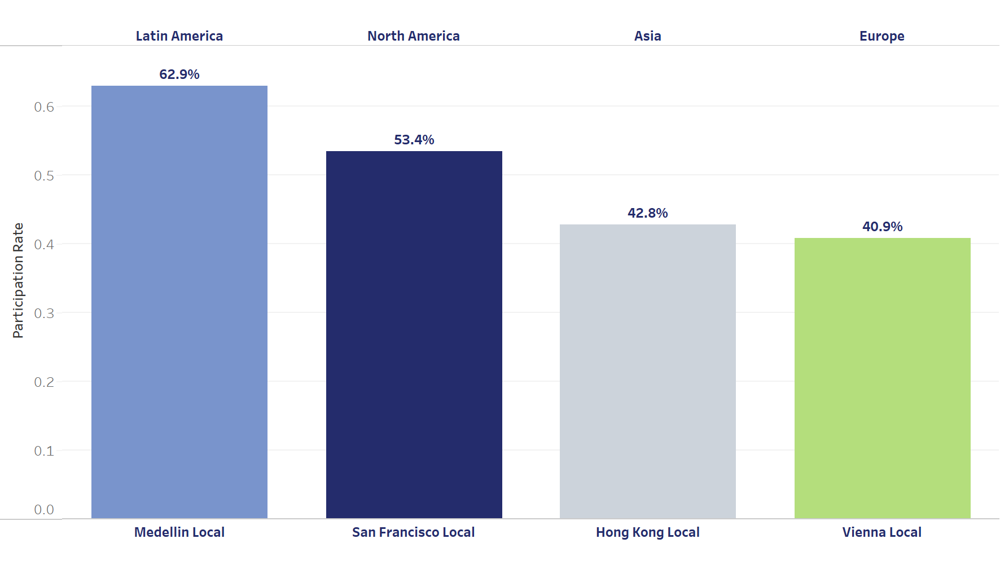 Latin America
North America
Asia
Europe
62.9%
53.4%
42.8%
40.9%
0.6
0.5
0.4
0.3
0.2
0.1
0.0
Participation Rate
Medellin Local
San Francisco Local
Hong Kong Local
Vienna Local